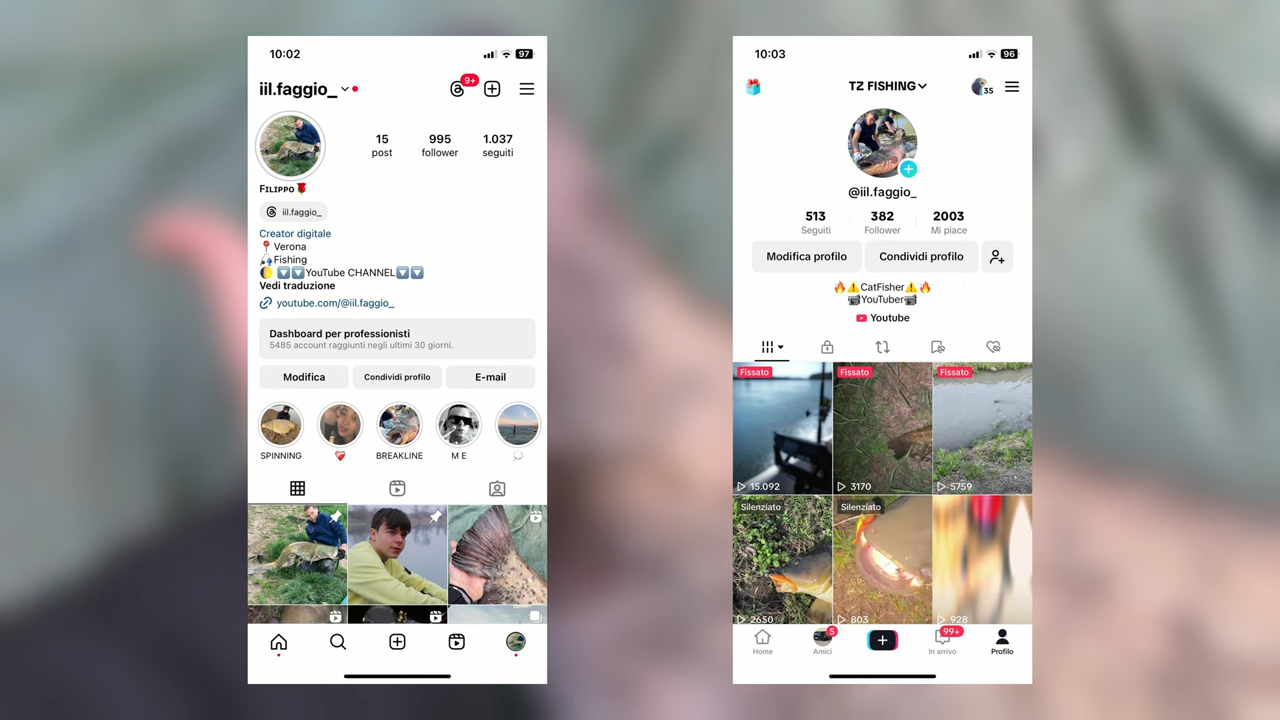 10:02
97
iil.faggio_
9+
15
995
1.037
post
follower
seguiti
Filippo🌹
iil.faggio_
Creator digitale
📍Verona
🎣Fishing
🌔 🔽🔽YouTube CHANNEL🔽🔽
Vedi traduzione
youtube.com/@iil.faggio_
Dashboard per professionisti
5485 account raggiunti negli ultimi 30 giorni.
Modifica
Condividi profilo
E-mail
SPINNING
❤️‍🩹
BREAKLINE
M E
10:03
96
TZ FISHING
35
@iil.faggio_
513
382
2003
Seguiti
Follower
Mi piace
Modifica profilo
Condividi profilo
🔥⚠️CatFisher⚠️🔥
📹YouTuber📹
Youtube
Fissato
Fissato
Fissato
15.092
3170
5759
Silenziato
Silenziato
2650
803
928
5
99+
Home
Amici
In arrivo
Profilo